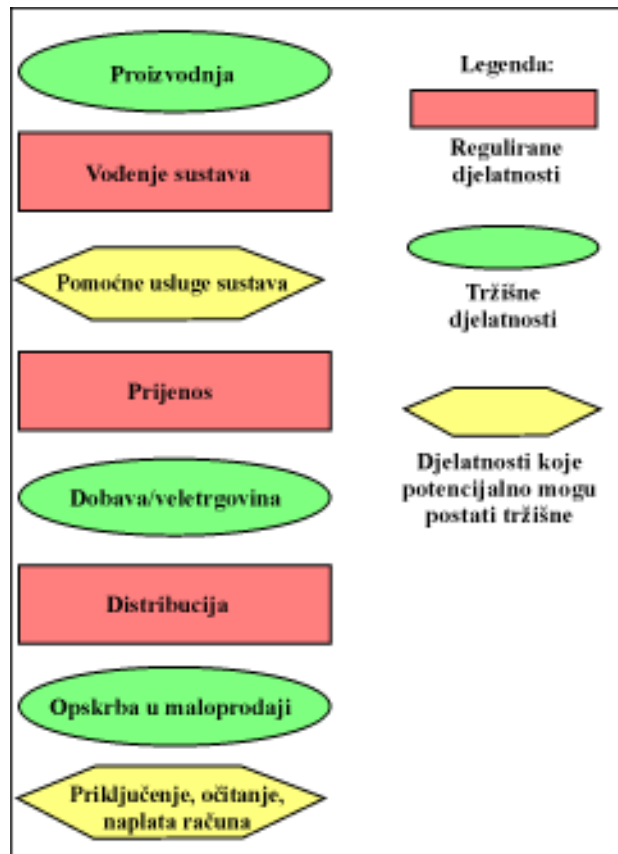 Proizvodnja
Vođenje sustava
Pomoćne usluge sustava
Prijenos
Dobava/veletrgovina
Distribucija
Opskrba u maloprodaji
Priključenje, očitanje,
naplata računa
Legenda:
Regulirane
djelatnosti
Tržišne
djelatnosti
Djelatnosti koje
potencijalno mogu
postati tržišne